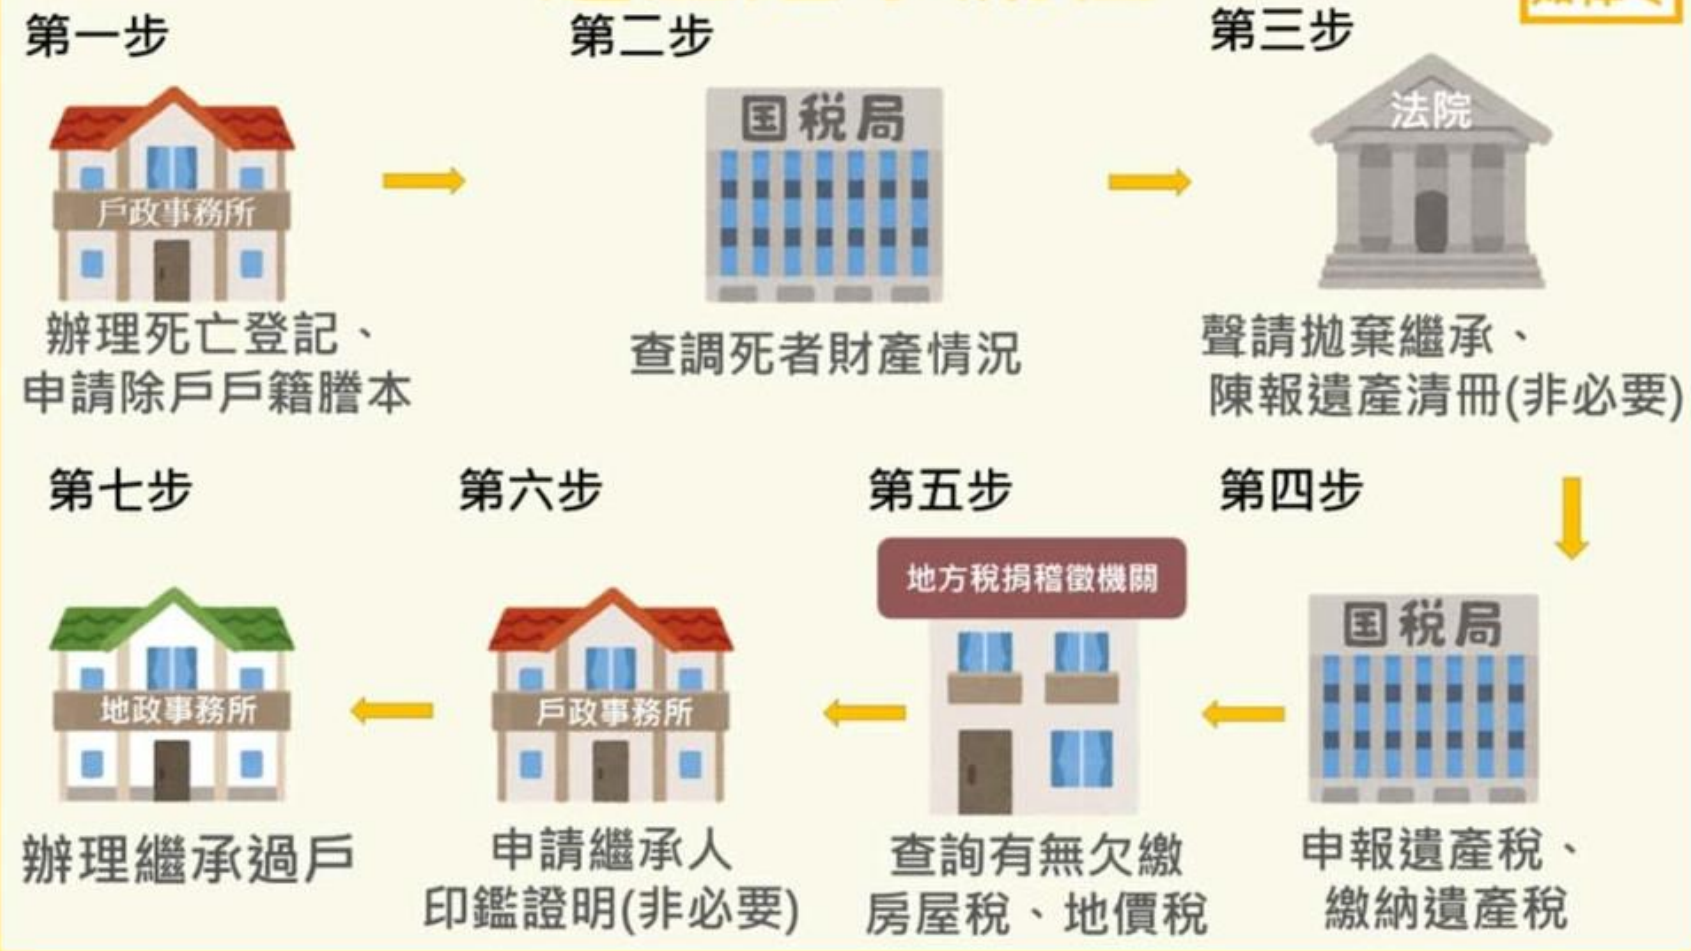 第一步
第二步
第三步
戶政事務所
国税局
法院
辦理死亡登記、
申請除戶戶籍謄本
查調死者財產情況
聲請拋棄繼承、
陳報遺產清冊(非必要)
第七步
第六步
第五步
第四步
地政事務所
戶政事務所
地方稅捐稽徵機關
国税局
辦理繼承過戶
申請繼承人
印鑑證明(非必要)
查詢有無欠繳
房屋稅、地價稅
申報遺產稅、
繳納遺產稅